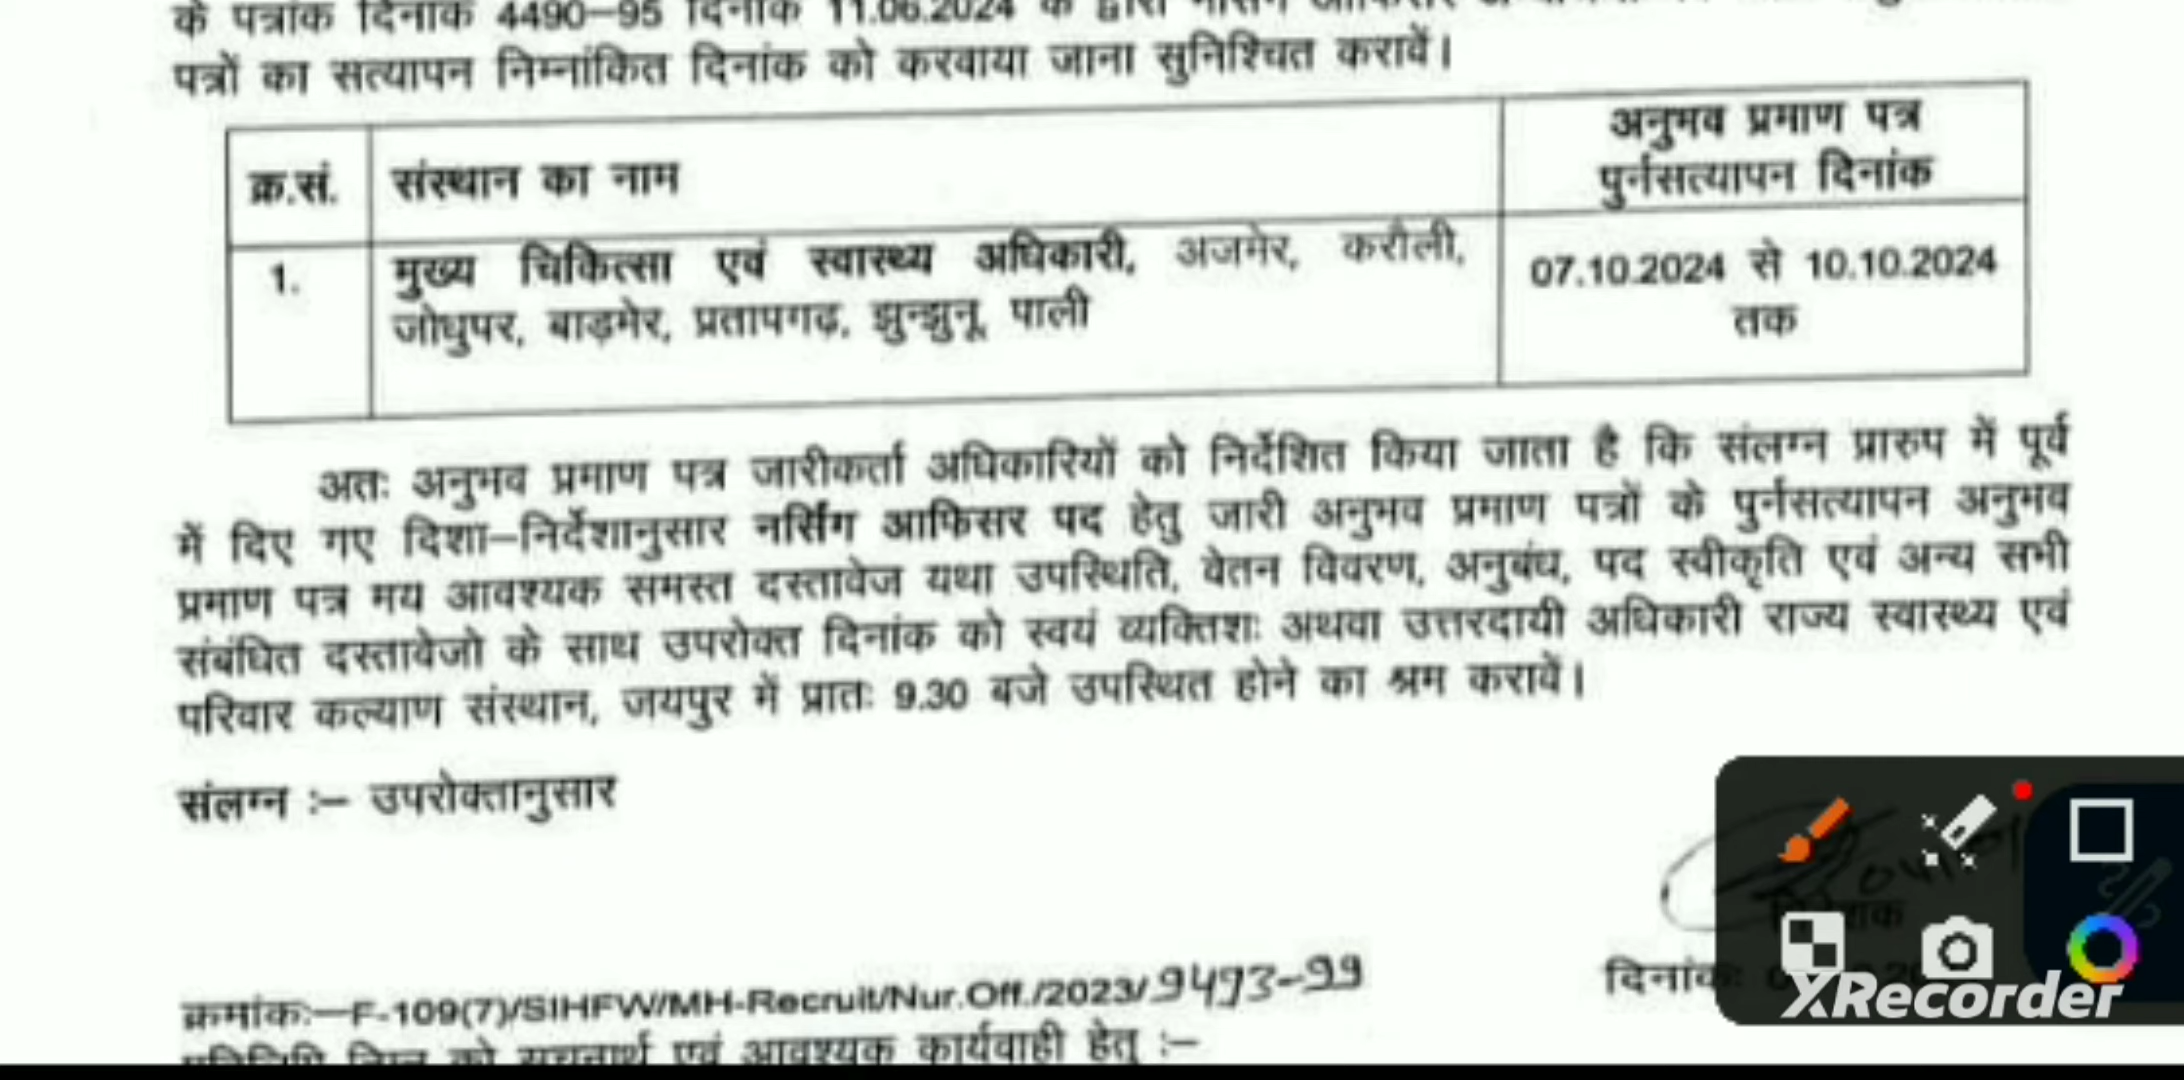 के पत्रांक दिनांक 4490–95 दिनांक 11.06.2024 के द्वारा
पत्रों का सत्यापन निम्नांकित दिनांक को करवाया जाना सुनिश्चित करावें।
क्र.सं.
संस्थान का नाम
अनुभव प्रमाण पत्र
पुर्नसत्यापन दिनांक
1.
मुख्य चिकित्सा एवं स्वास्थ्य अधिकारी, अजमेर, करौली,
जोधुपर, बाड़मेर, प्रतापगढ़, झुन्झुनू, पाली
07.10.2024 से 10.10.2024
तक
अतः अनुभव प्रमाण पत्र जारीकर्ता अधिकारियों को निर्देशित किया जाता है कि संलग्न प्रारुप में पूर्व
में दिए गए दिशा–निर्देशानुसार नर्सिंग आफिसर पद हेतु जारी अनुभव प्रमाण पत्रों के पुर्नसत्यापन अनुभव
प्रमाण पत्र मय आवश्यक समस्त दस्तावेज यथा उपस्थिति, वेतन विवरण, अनुबंध, पद स्वीकृति एवं अन्य सभी
संबंधित दस्तावेजो के साथ उपरोक्त दिनांक को स्वयं व्यक्तिशः अथवा उत्तरदायी अधिकारी राज्य स्वास्थ्य एवं
परिवार कल्याण संस्थान, जयपुर में प्रातः 9.30 बजे उपस्थित होने का श्रम करावें।
संलग्न :– उपरोक्तानुसार
क्रमांक:–F-109(7)/SIHFW/MH-Recruit/Nur.Off./2023/
दिनांक:
XRecorder
एवं आवश्यक कार्यवाही हेतु :–